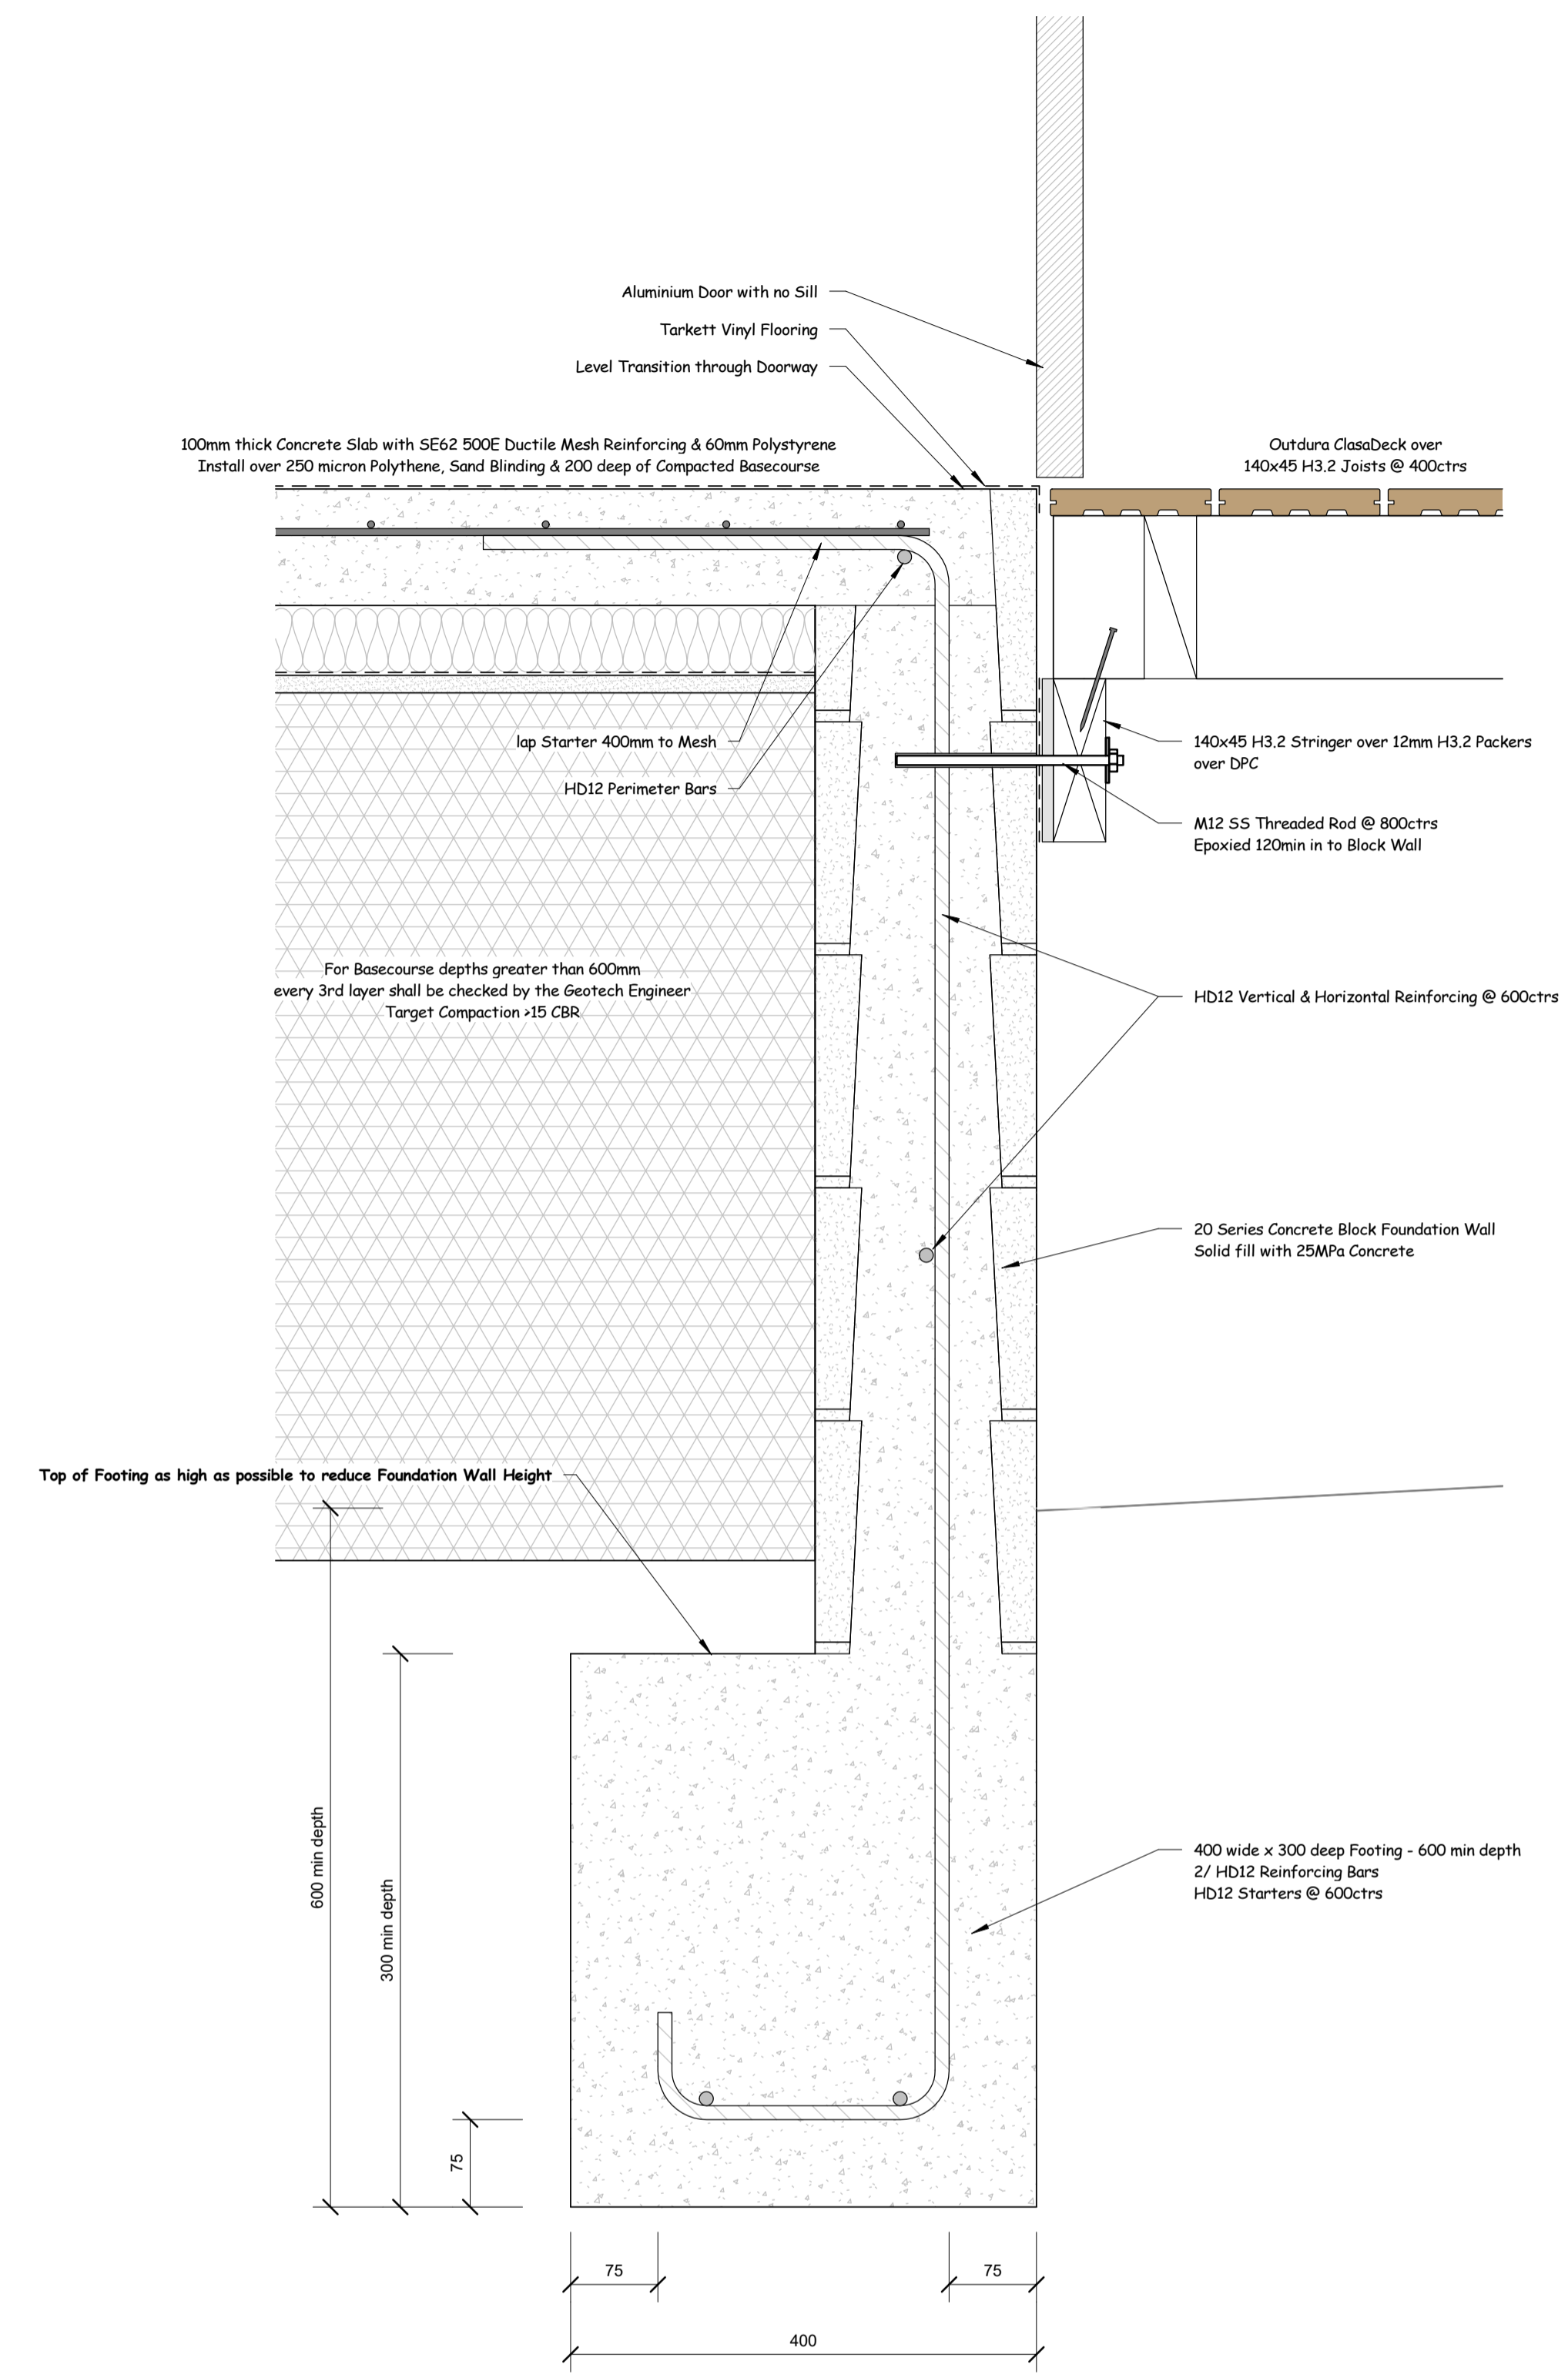 Aluminium Door with no Sill
Tarkett Vinyl Flooring
Level Transition through Doorway
100mm thick Concrete Slab with SE62 500E Ductile Mesh Reinforcing & 60mm Polystyrene
Install over 250 micron Polythene, Sand Blinding & 200 deep of Compacted Basecourse
Outdura ClasaDeck over
140x45 H3.2 Joists @ 400ctrs
lap Starter 400mm to Mesh
HD12 Perimeter Bars
140x45 H3.2 Stringer over 12mm H3.2 Packers
over DPC
M12 SS Threaded Rod @ 800ctrs
Epoxied 120min in to Block Wall
For Basecourse depths greater than 600mm
every 3rd layer shall be checked by the Geotech Engineer
Target Compaction >15 CBR
HD12 Vertical & Horizontal Reinforcing @ 600ctrs
20 Series Concrete Block Foundation Wall
Solid fill with 25MPa Concrete
Top of Footing as high as possible to reduce Foundation Wall Height
600 min depth
300 min depth
75
400 wide x 300 deep Footing - 600 min depth
2/ HD12 Reinforcing Bars
HD12 Starters @ 600ctrs
75
75
400